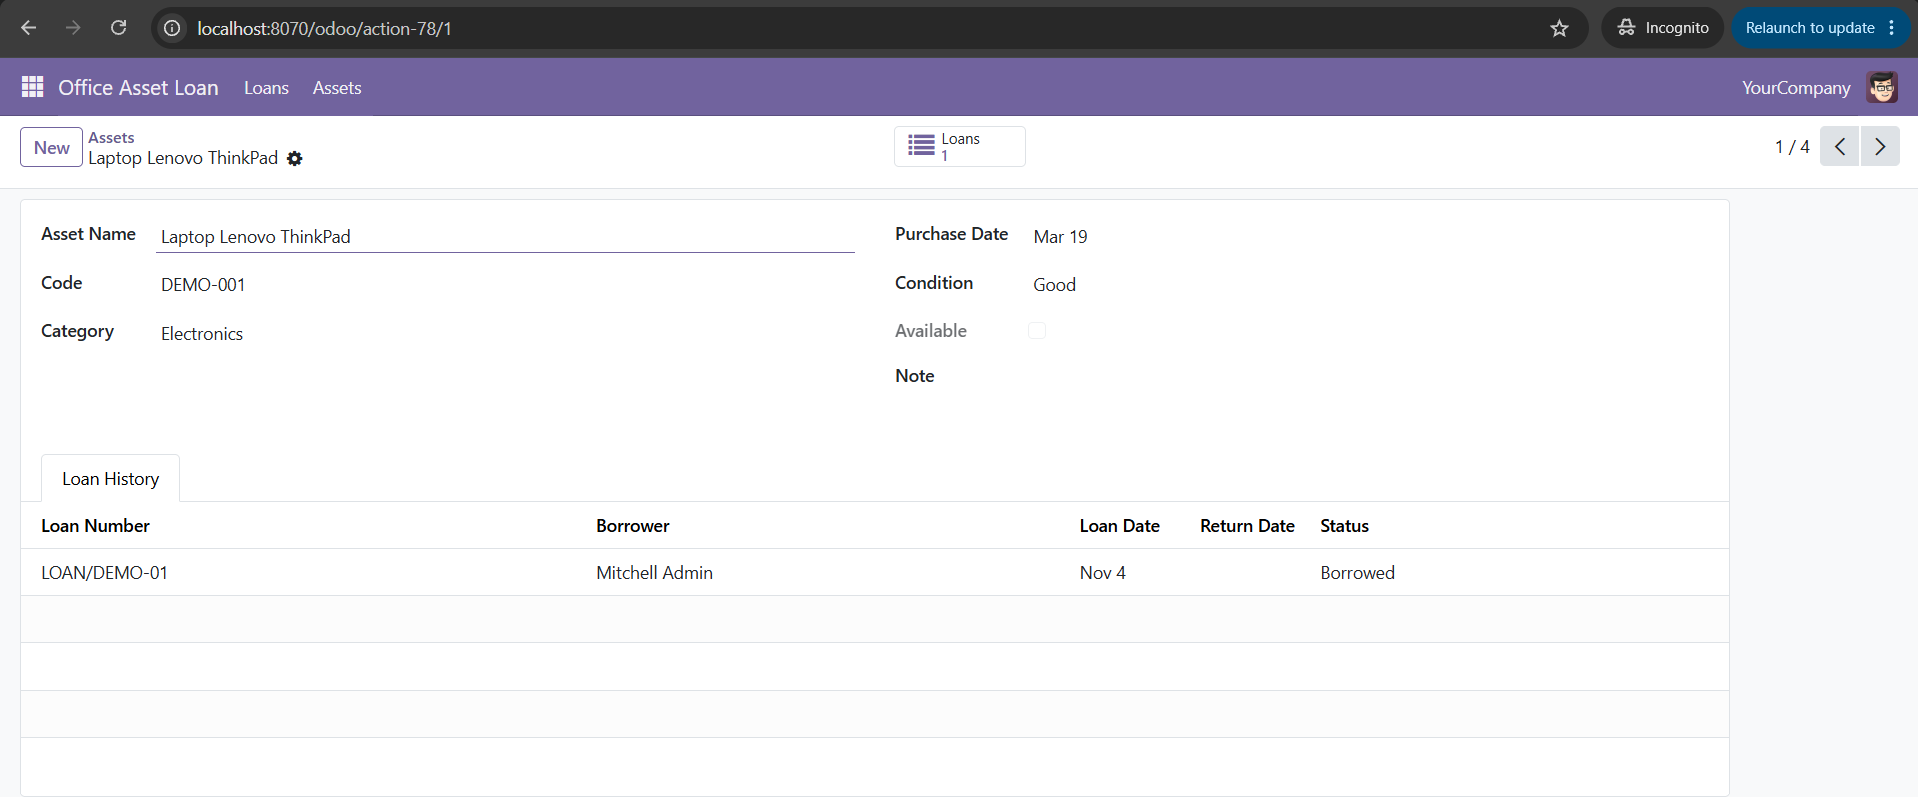 localhost:8070/odoo/action-78/1
Incognito
Relaunch to update
Office Asset Loan
Loans
Assets
YourCompany
New
Assets
Laptop Lenovo ThinkPad
Loans
1
1 / 4
Asset Name
Laptop Lenovo ThinkPad
Purchase Date
Mar 19
Code
DEMO-001
Condition
Good
Category
Electronics
Available
Note
Loan History
Loan Number Borrower Loan Date Return Date Status
LOAN/DEMO-01 Mitchell Admin Nov 4 Borrowed